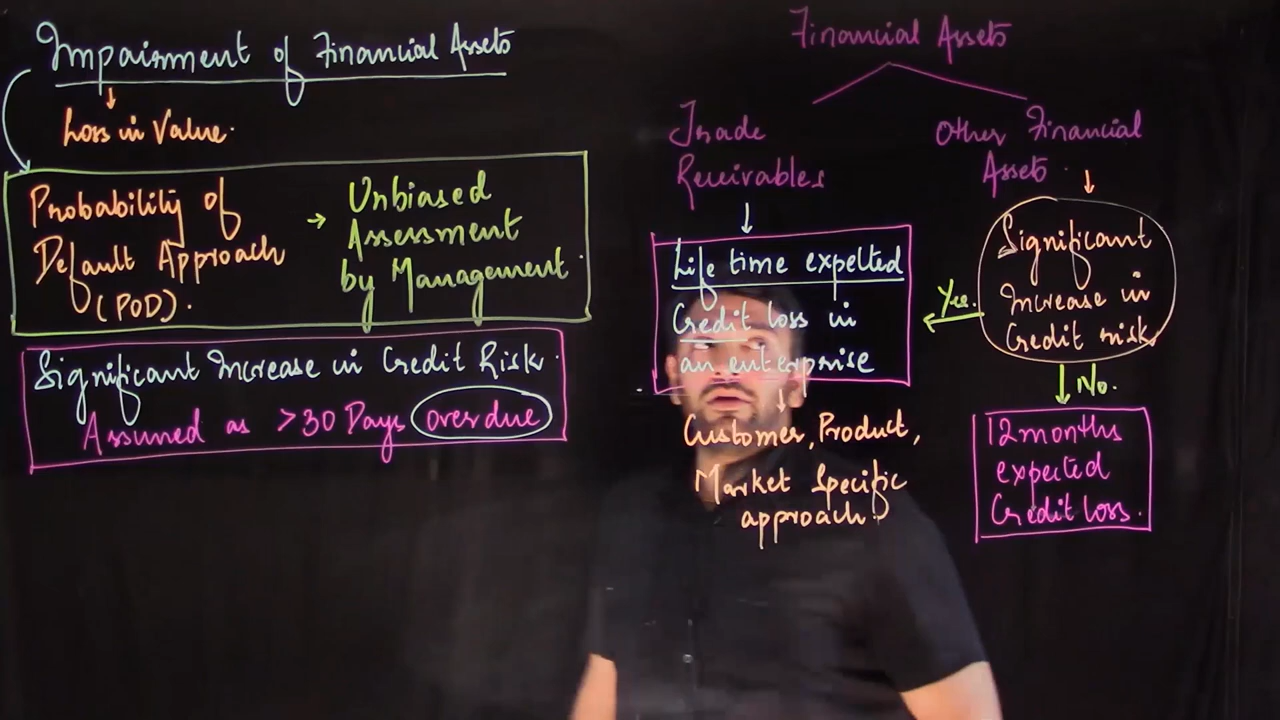 Impairment of Financial Assets
Loss in Value.
Probability of
Default Approach
(POD).
→ Unbiased
Assessment
by Management.
Significant Increase in Credit Risk.
Assumed as >30 Days overdue
Financial Assets
Trade
Receivables
Life time expected
Credit loss in
an enterprise
Customer, Product,
Market Specific
approach.
Other Financial
Assets.
Significant
Increase in
Credit risk
Yes.
No.
12 months
expected
Credit loss.